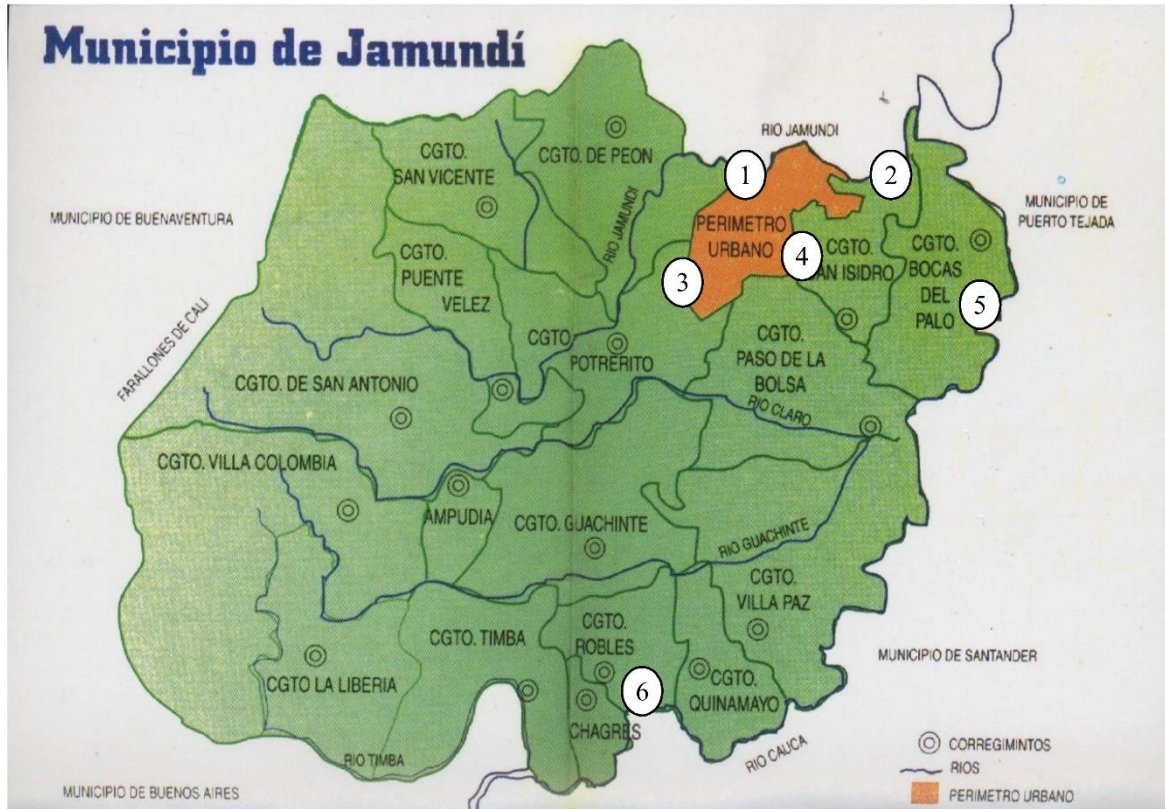 Municipio de Jamundí
RIO JAMUNDI
CGTO. DE PEON
CGTO.
SAN VICENTE
1
2
MUNICIPIO DE BUENAVENTURA
MUNICIPIO DE
PUERTO TEJADA
RIO JAMUNDI
PERIMETRO
URBANO
4
CGTO.
AN ISIDRO
CGTO.
BOCAS
DEL
PALO
CGTO.
PUENTE
VELEZ
3
5
FARALLONES DE CALI
CGTO
POTRERITO
CGTO.
PASO DE LA
BOLSA
CGTO. DE SAN ANTONIO
RIO CLARO
CGTO. VILLA COLOMBIA
AMPUDIA
CGTO. GUACHINTE
RIO GUACHINTE
CGTO.
VILLA PAZ
CGTO. TIMBA
CGTO.
ROBLES
MUNICIPIO DE SANTANDER
CGTO LA LIBERIA
6
CGTO.
QUINAMAYO
CHAGRES
RIO TIMBA
RIO CAUCA
CORREGIMINTOS
RIOS
PERIMETRO URBANO
MUNICIPIO DE BUENOS AIRES